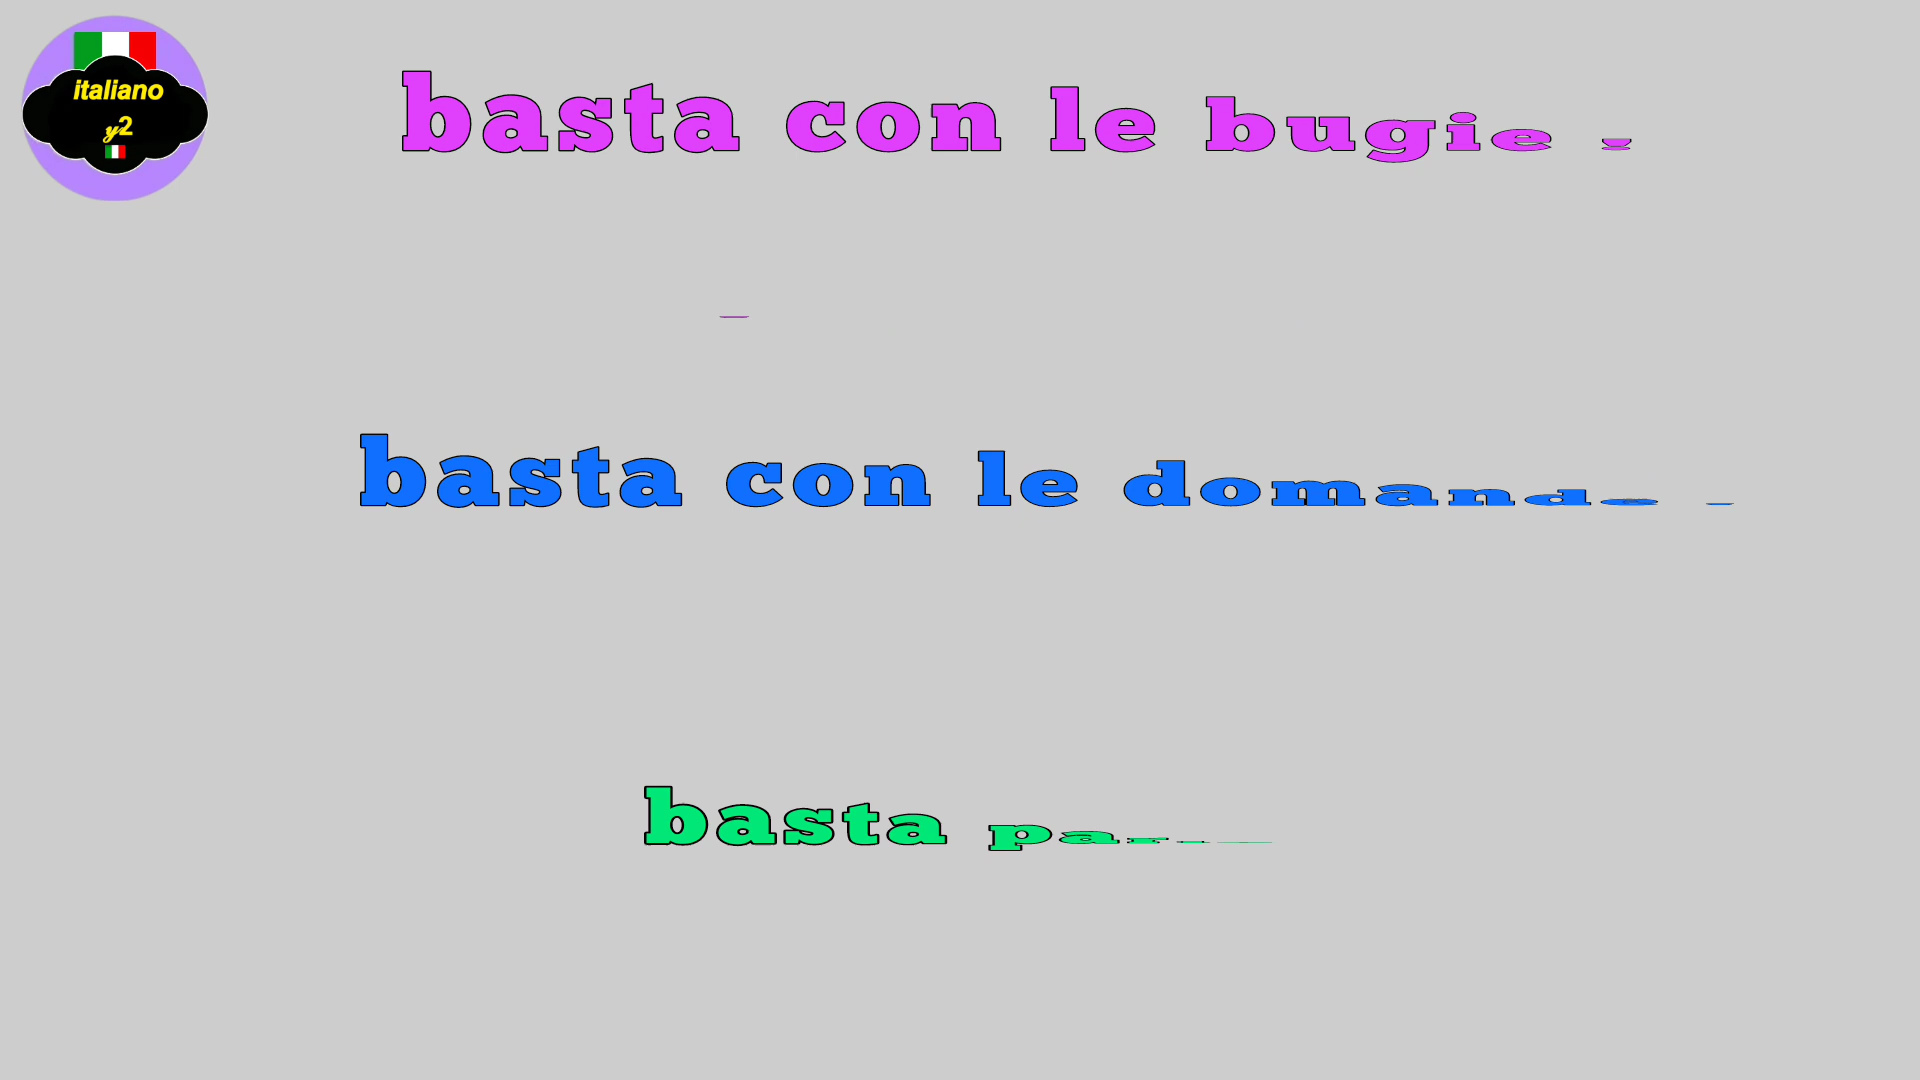 italiano
y2
basta con le bugie
basta con le domande
basta